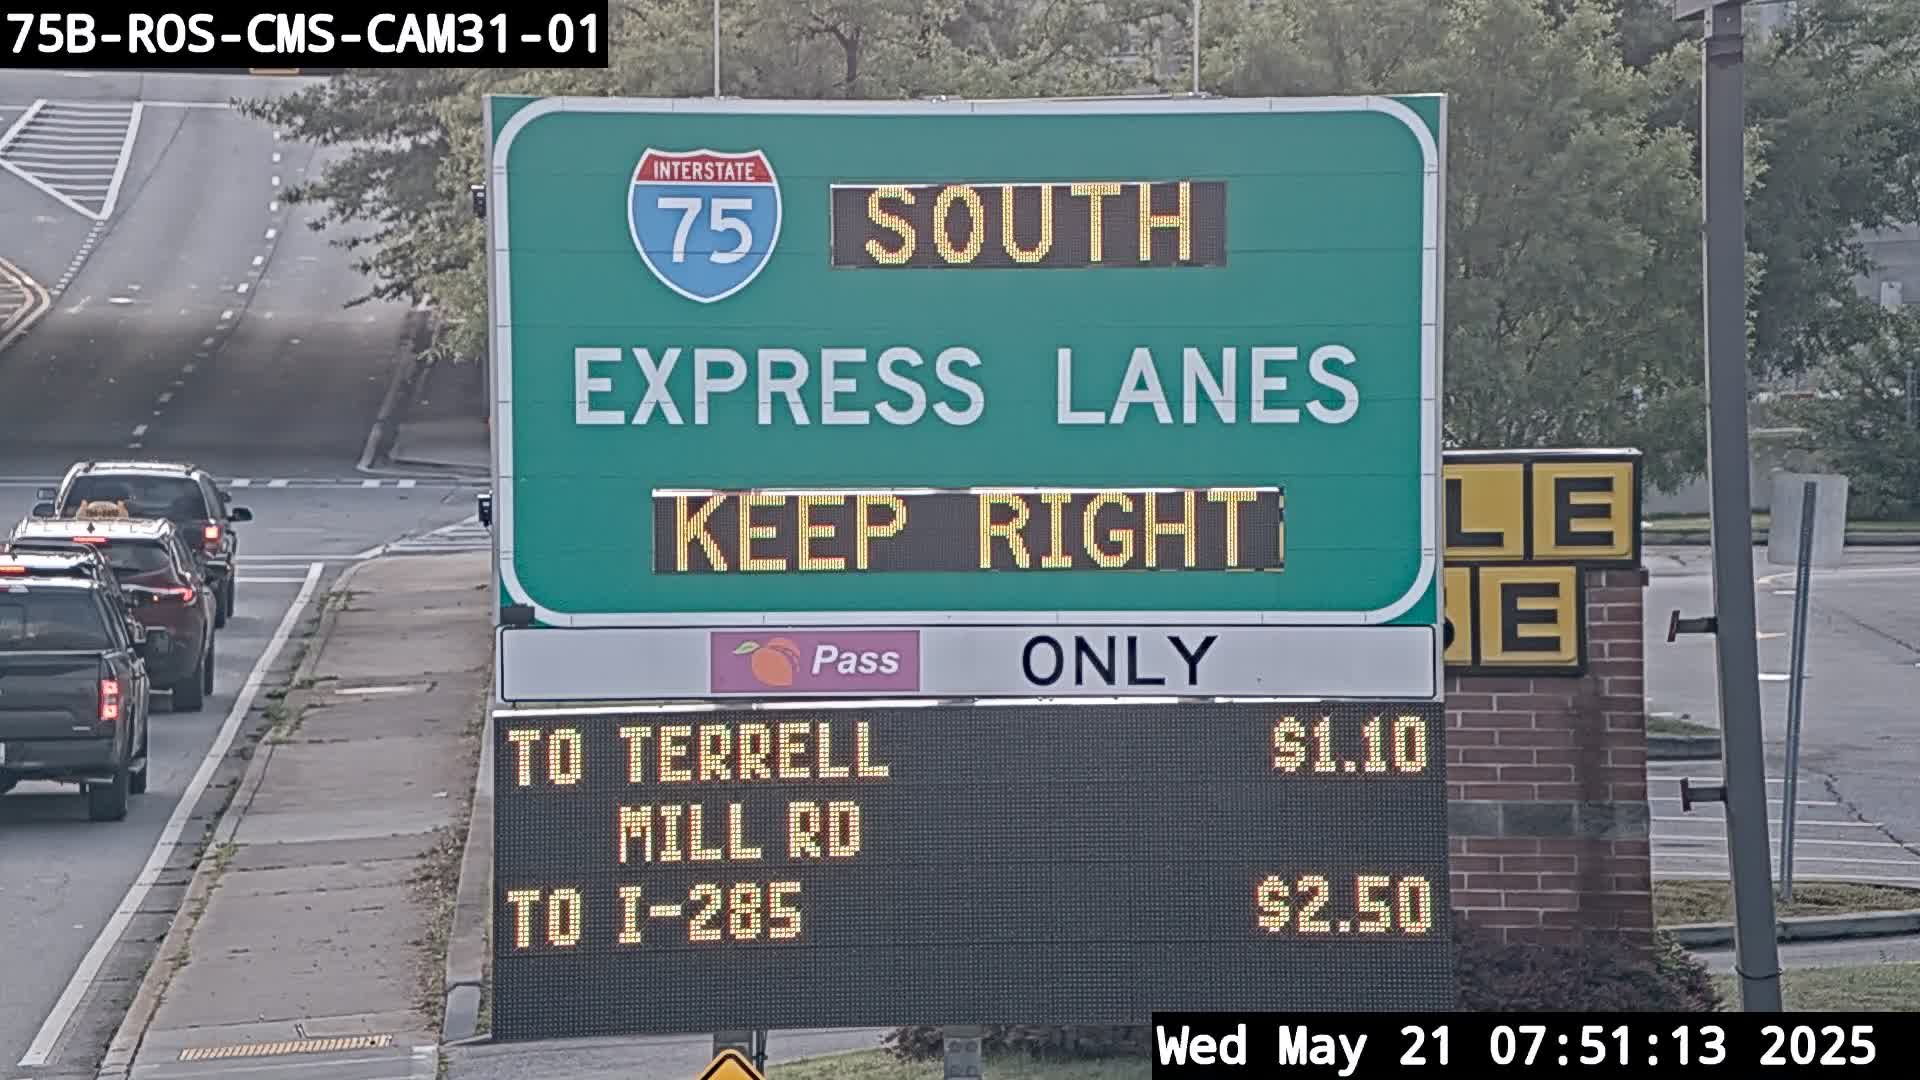 75B-ROS-CMS-CAM31-01
INTERSTATE
75
SOUTH
EXPRESS LANES
KEEP RIGHT
Pass ONLY
TO TERRELL $1.10
MILL RD
TO I-285 $2.50
LE
E
Wed May 21 07:51:13 2025